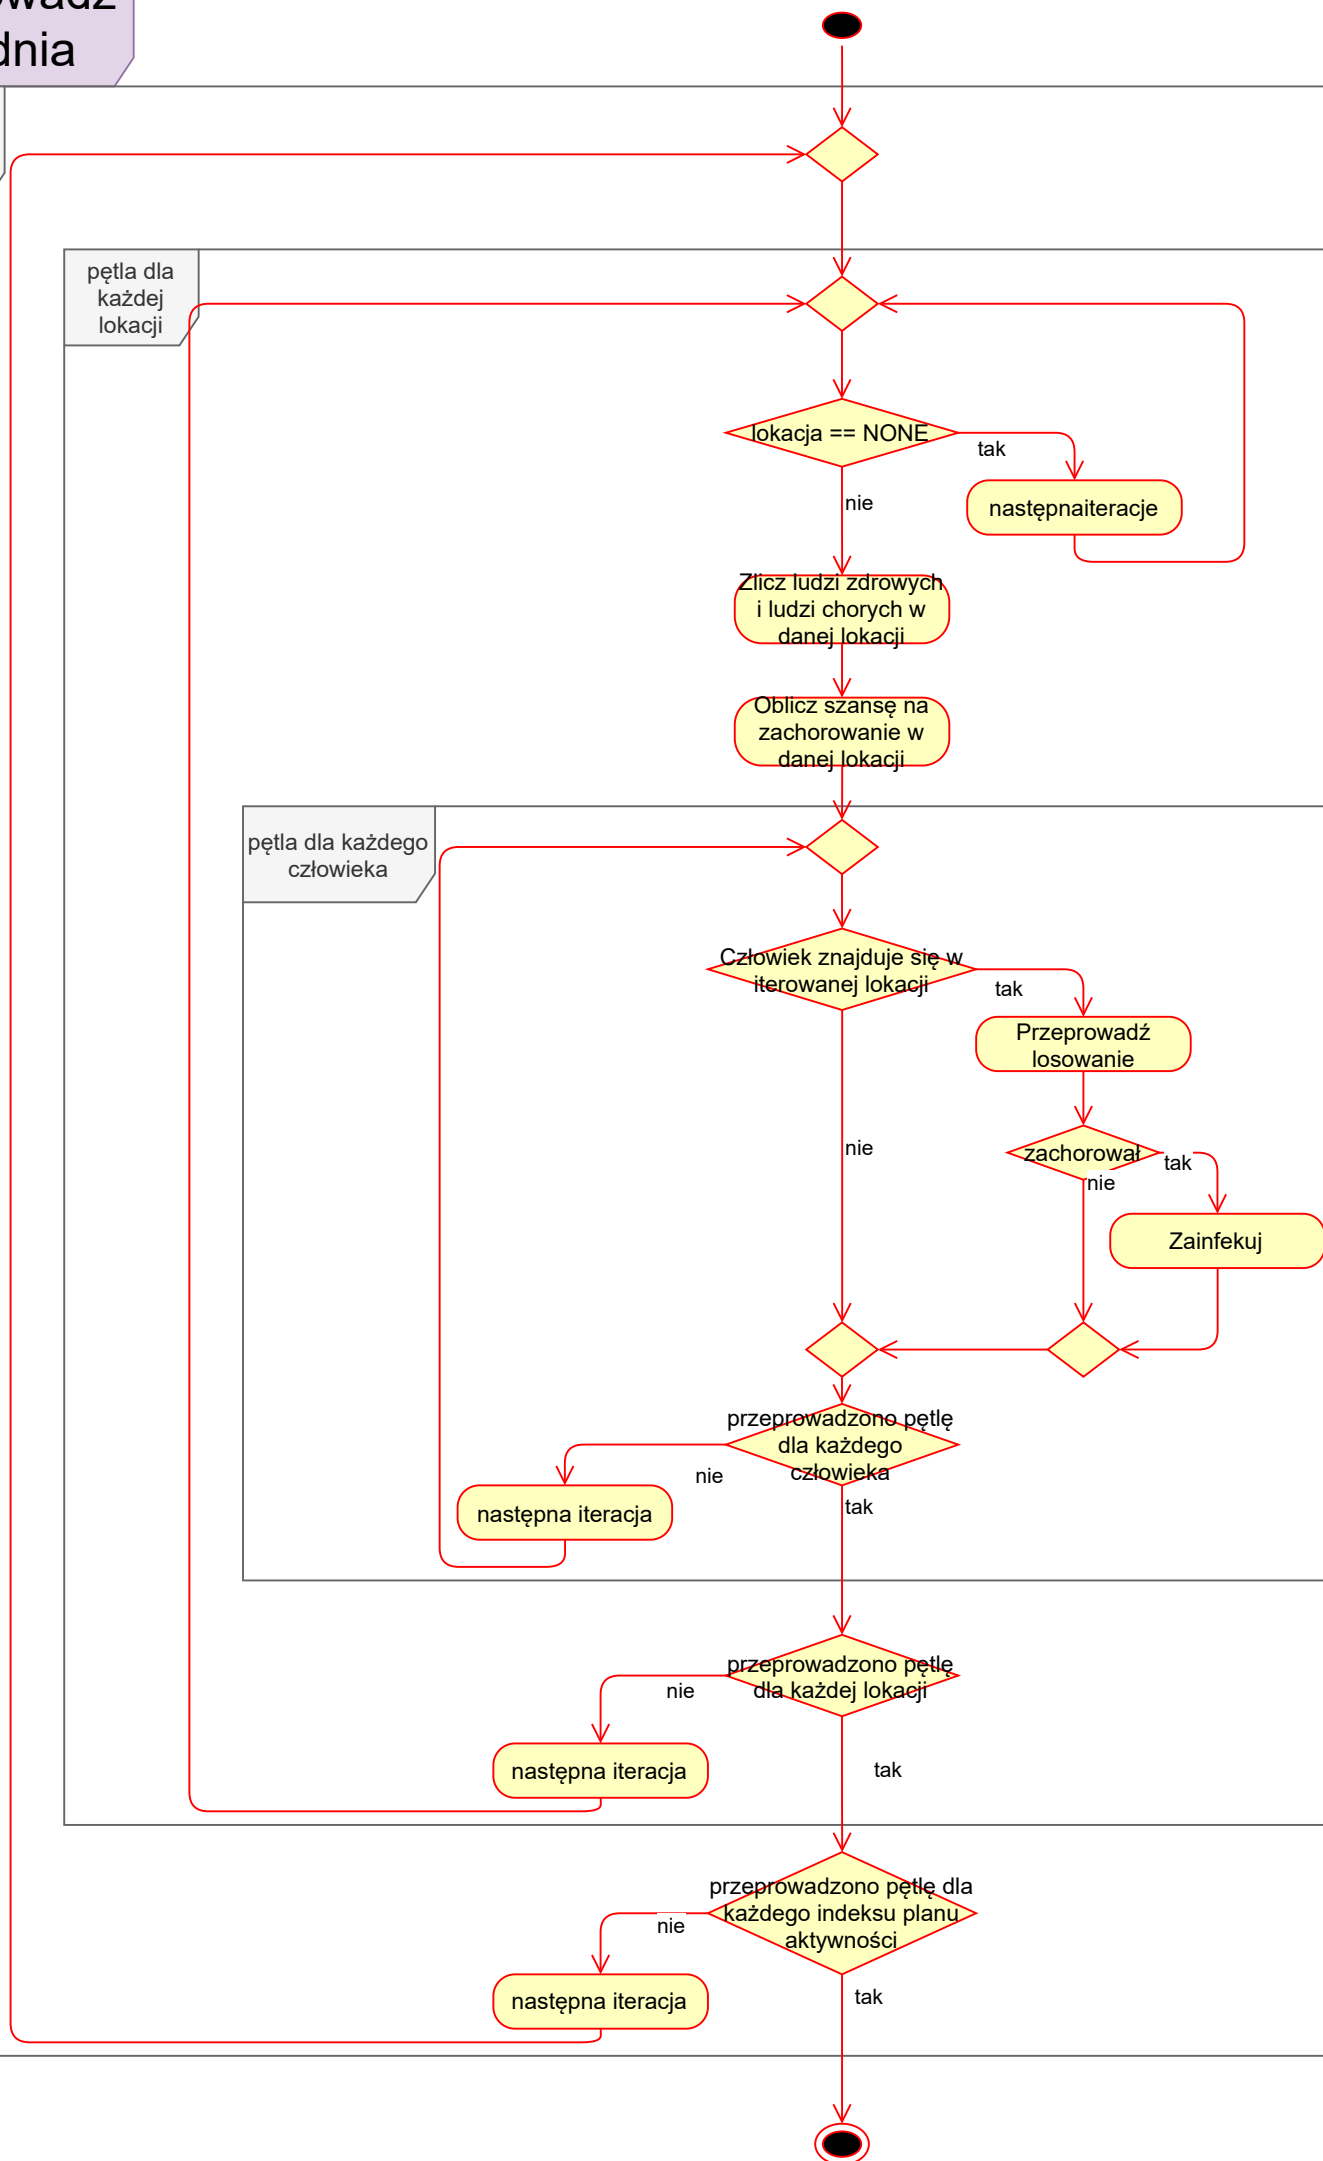 dnia
pętla dla
każdej
lokacji
lokacja == NONE
tak
nie
następnaiteracje
Zlicz ludzi zdrowych
i ludzi chorych w
danej lokacji
Oblicz szansę na
zachorowanie w
danej lokacji
pętla dla każdego
człowieka
Człowiek znajduje się w
iterowanej lokacji
tak
Przeprowadź
losowanie
nie
zachorował
tak
nie
Zainfekuj
przeprowadzono pętlę
dla każdego
człowieka
nie
tak
następna iteracja
przeprowadzono pętlę
dla każdej lokacji
nie
następna iteracja
tak
przeprowadzono pętlę dla
każdego indeksu planu
aktywności
nie
następna iteracja
tak